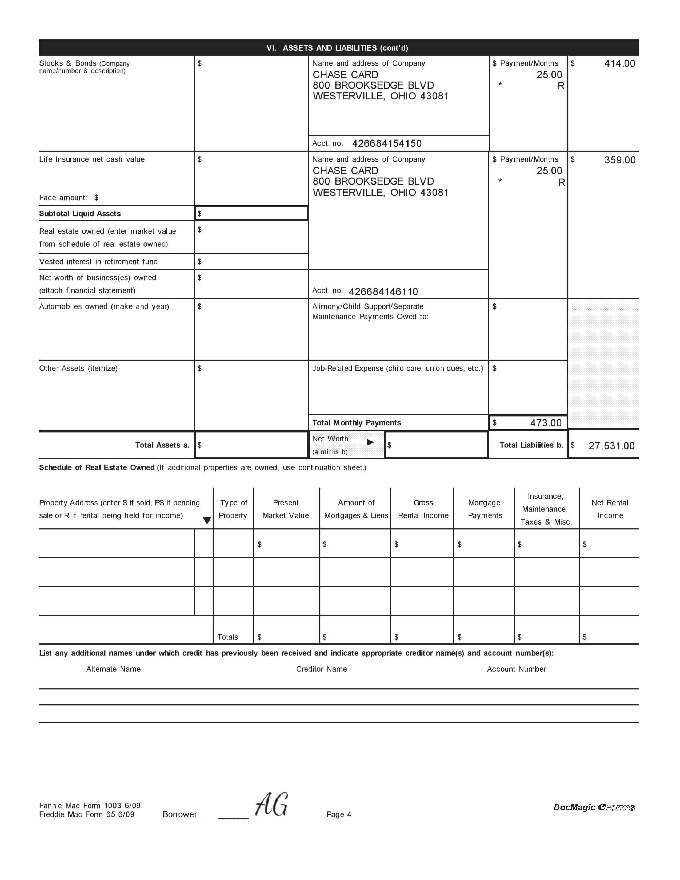 VI. ASSETS AND LIABILITIES (cont'd)
Stocks & Bonds (Company
name/number & description)
$
Name and address of Company
CHASE CARD
800 BROOKSEDGE BLVD
WESTERVILLE, OHIO 43081
$ Payment/Months
25.00
* R
$ 414.00
Acct. no. 426684154150
Life Insurance net cash value
$
Face amount: $
Name and address of Company
CHASE CARD
800 BROOKSEDGE BLVD
WESTERVILLE, OHIO 43081
$ Payment/Months
25.00
* R
$ 359.00
Subtotal Liquid Assets $
Real estate owned (enter market value
from schedule of real estate owned)
$
Vested interest in retirement fund $
Net worth of business(es) owned
(attach financial statement)
$
Acct. no. 426684146110
Automobiles owned (make and year) $
Alimony/Child Support/Separate
Maintenance Payments Owed to:
$
Other Assets (itemize) $
Job-Related Expense (child care, union dues, etc.) $
Total Monthly Payments $ 473.00
Total Assets a. $
Net Worth
(a minus b)
$
Total Liabilities b. $ 27,531.00
Schedule of Real Estate Owned (If additional properties are owned, use continuation sheet.)
Property Address (enter S if sold, PS if pending
sale or R if rental being held for income)
Type of
Property
Present
Market Value
Amount of
Mortgages & Liens
Gross
Rental Income
Mortgage
Payments
Insurance,
Maintenance,
Taxes & Misc.
Net Rental
Income
$ $ $ $ $ $
Totals $ $ $ $ $ $
List any additional names under which credit has previously been received and indicate appropriate creditor name(s) and account number(s):
Alternate Name Creditor Name Account Number
Fannie Mae Form 1003 6/09
Freddie Mac Form 65 6/09
Borrower AG
Page 4
DocMagic